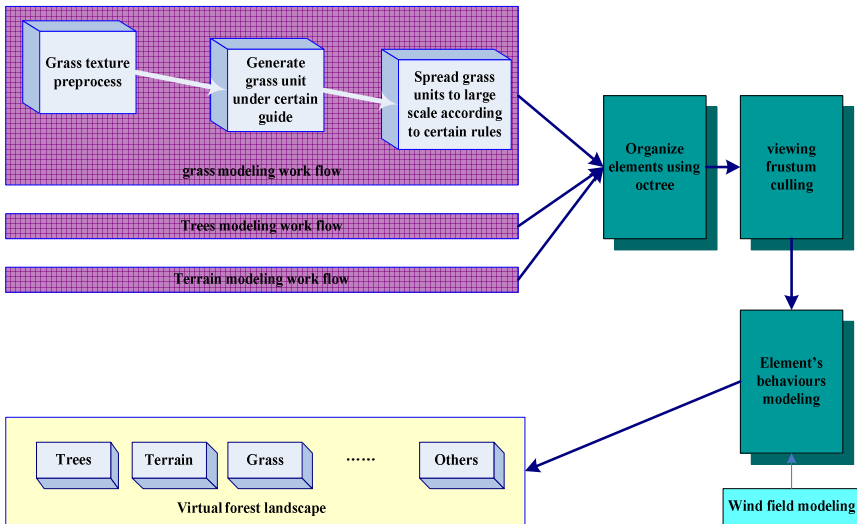 Grass texture
preprocess
Generate
grass unit
under certain
guide
Spread grass
units to large
scale according
to certain rules
grass modeling work flow
Trees modeling work flow
Terrain modeling work flow
Organize
elements using
octree
viewing
frustum
culling
Element's
behaviours
modeling
Wind field modeling
Trees
Terrain
Grass
......
Others
Virtual forest landscape